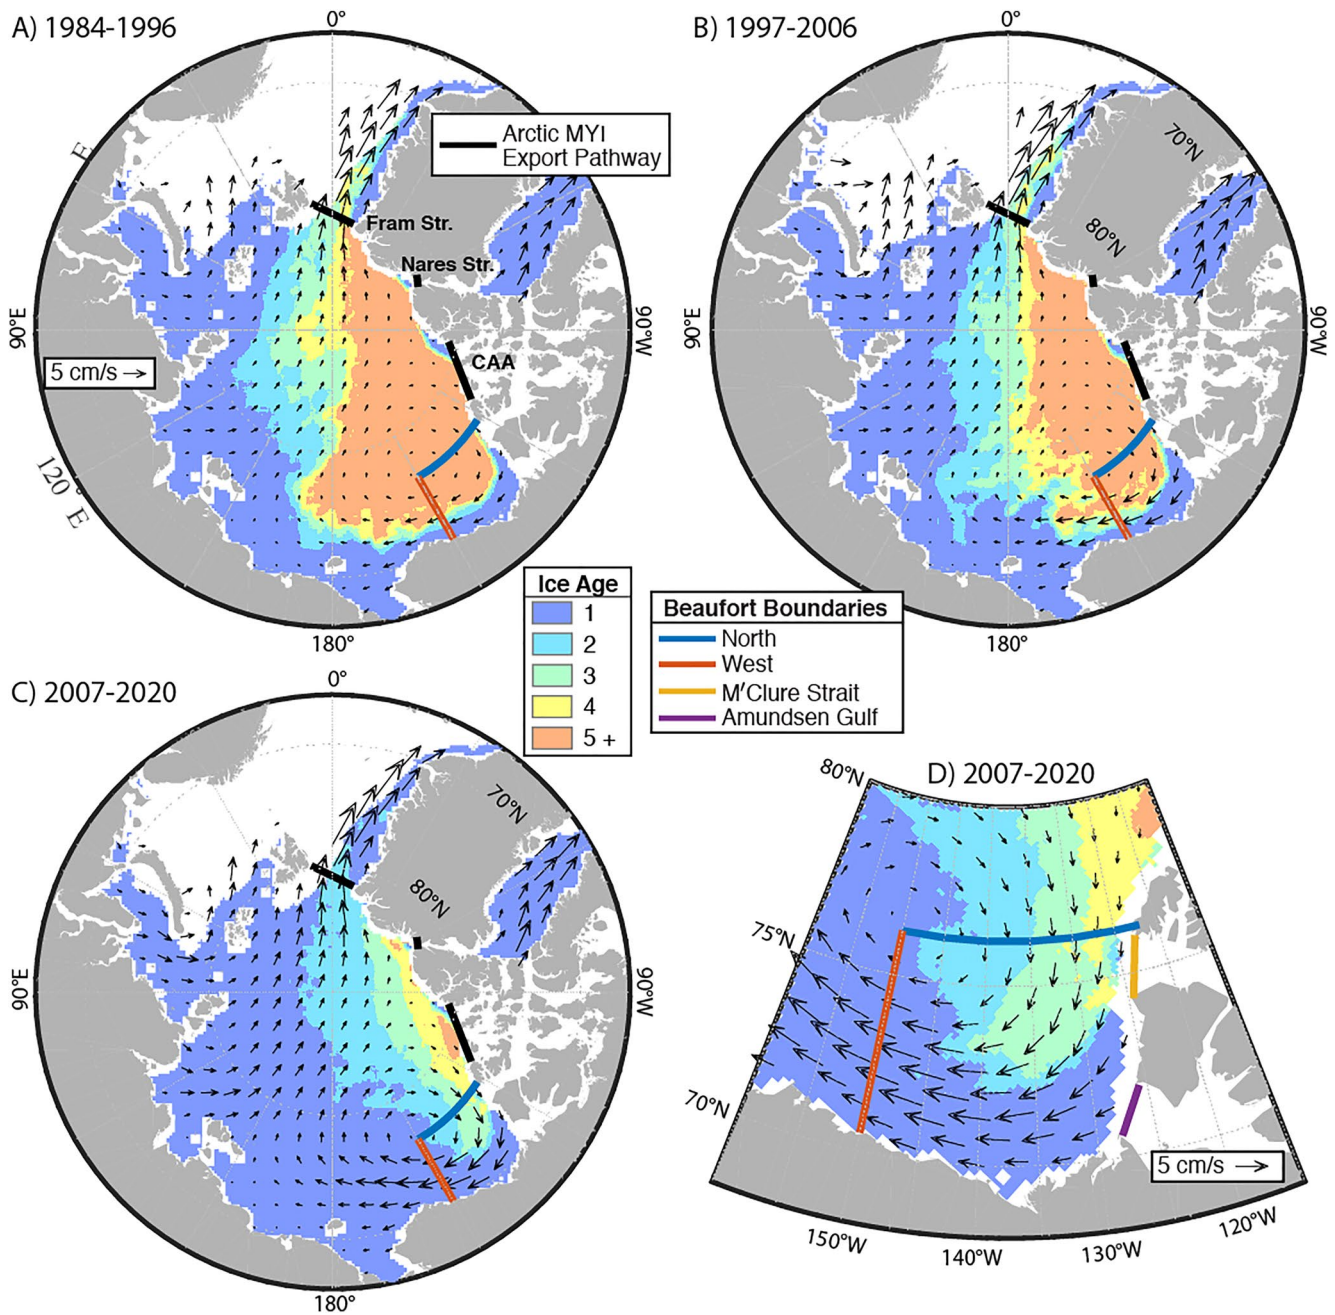 A) 1984-1996
0°
Arctic MYI
Export Pathway
E
Fram Str.
Nares Str.
90°E
90°W
5 cm/s
CAA
120° E
180°
B) 1997-2006
0°
70°N
80°N
90°E
90°W
180°
Ice Age
1
2
3
4
5 +
Beaufort Boundaries
North
West
M'Clure Strait
Amundsen Gulf
C) 2007-2020
0°
70°N
80°N
90°E
90°W
180°
D) 2007-2020
80°N
75°N
70°N
5 cm/s
150°W
140°W
130°W
120°W